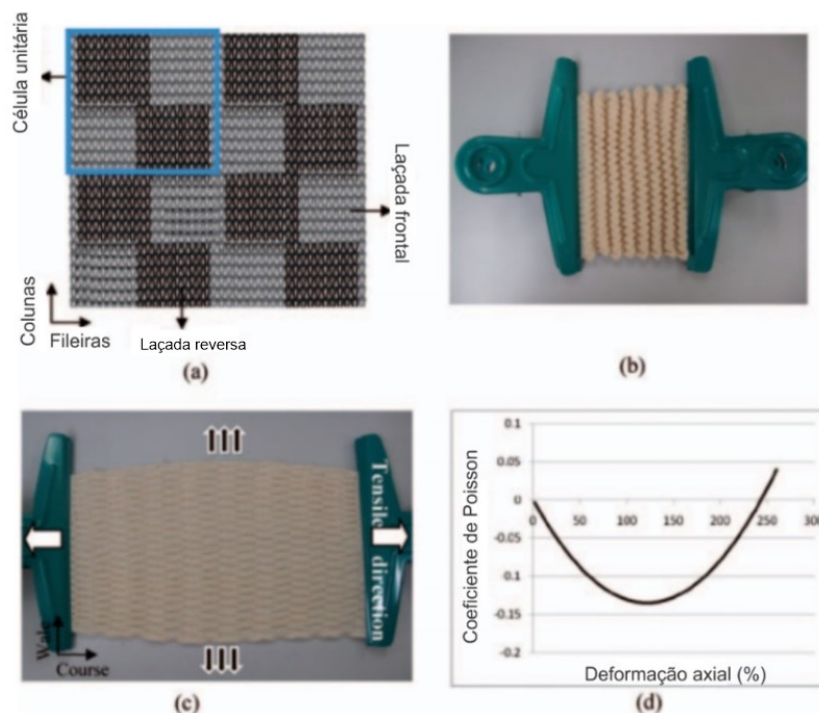 Célula unitária
Laçada frontal
Colunas
Fileiras
Laçada reversa
(a)
(b)
Tensile direction
Course
(c)
Coeficiente de Poisson
0.1
0.05
0
-0.05
-0.1
-0.15
-0.2
0
50
100
150
200
250
300
Deformação axial (%)
(d)